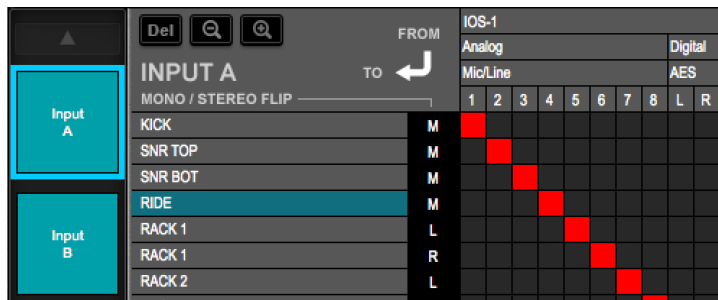 Del
FROM
IOS-1
Analog Digital
INPUT A TO
Mic/Line AES
MONO / STEREO FLIP
1 2 3 4 5 6 7 8 L R
Input
A
KICK M
SNR TOP M
SNR BOT M
RIDE M
Input
B
RACK 1 L
RACK 1 R
RACK 2 L